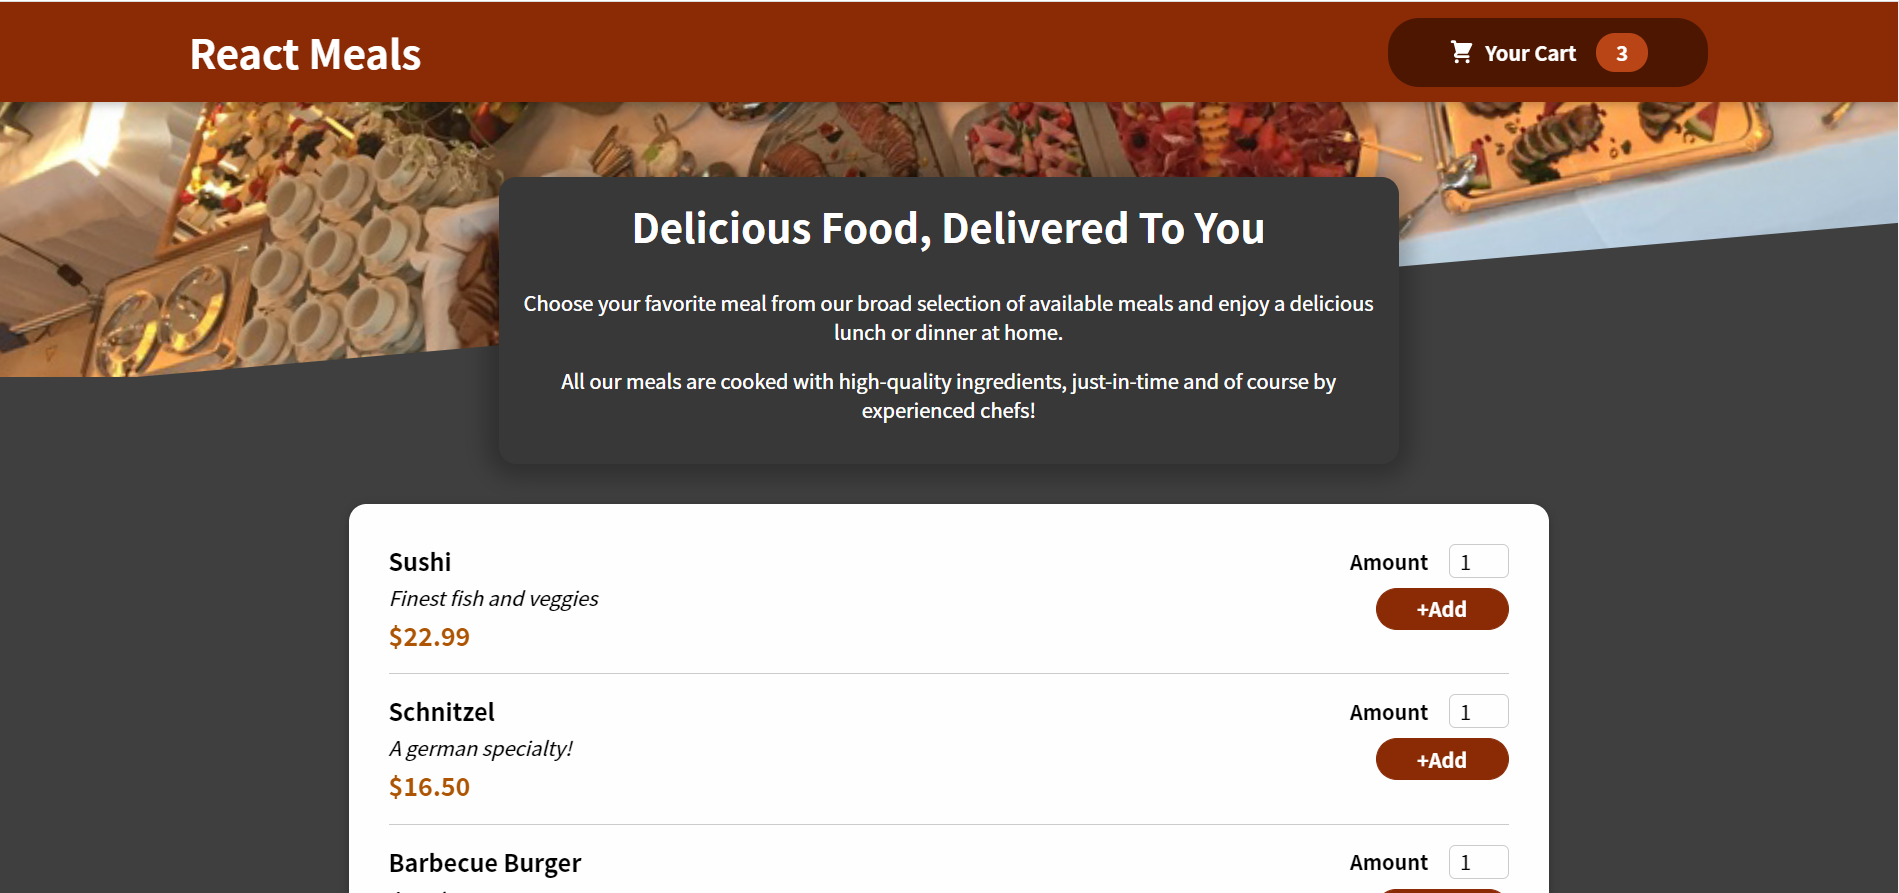 React Meals
Your Cart 3
Delicious Food, Delivered To You
Choose your favorite meal from our broad selection of available meals and enjoy a delicious
lunch or dinner at home.
All our meals are cooked with high-quality ingredients, just-in-time and of course by
experienced chefs!
Sushi
Amount 1
Finest fish and veggies
+Add
$22.99
Schnitzel
Amount 1
A german specialty!
+Add
$16.50
Barbecue Burger
Amount 1